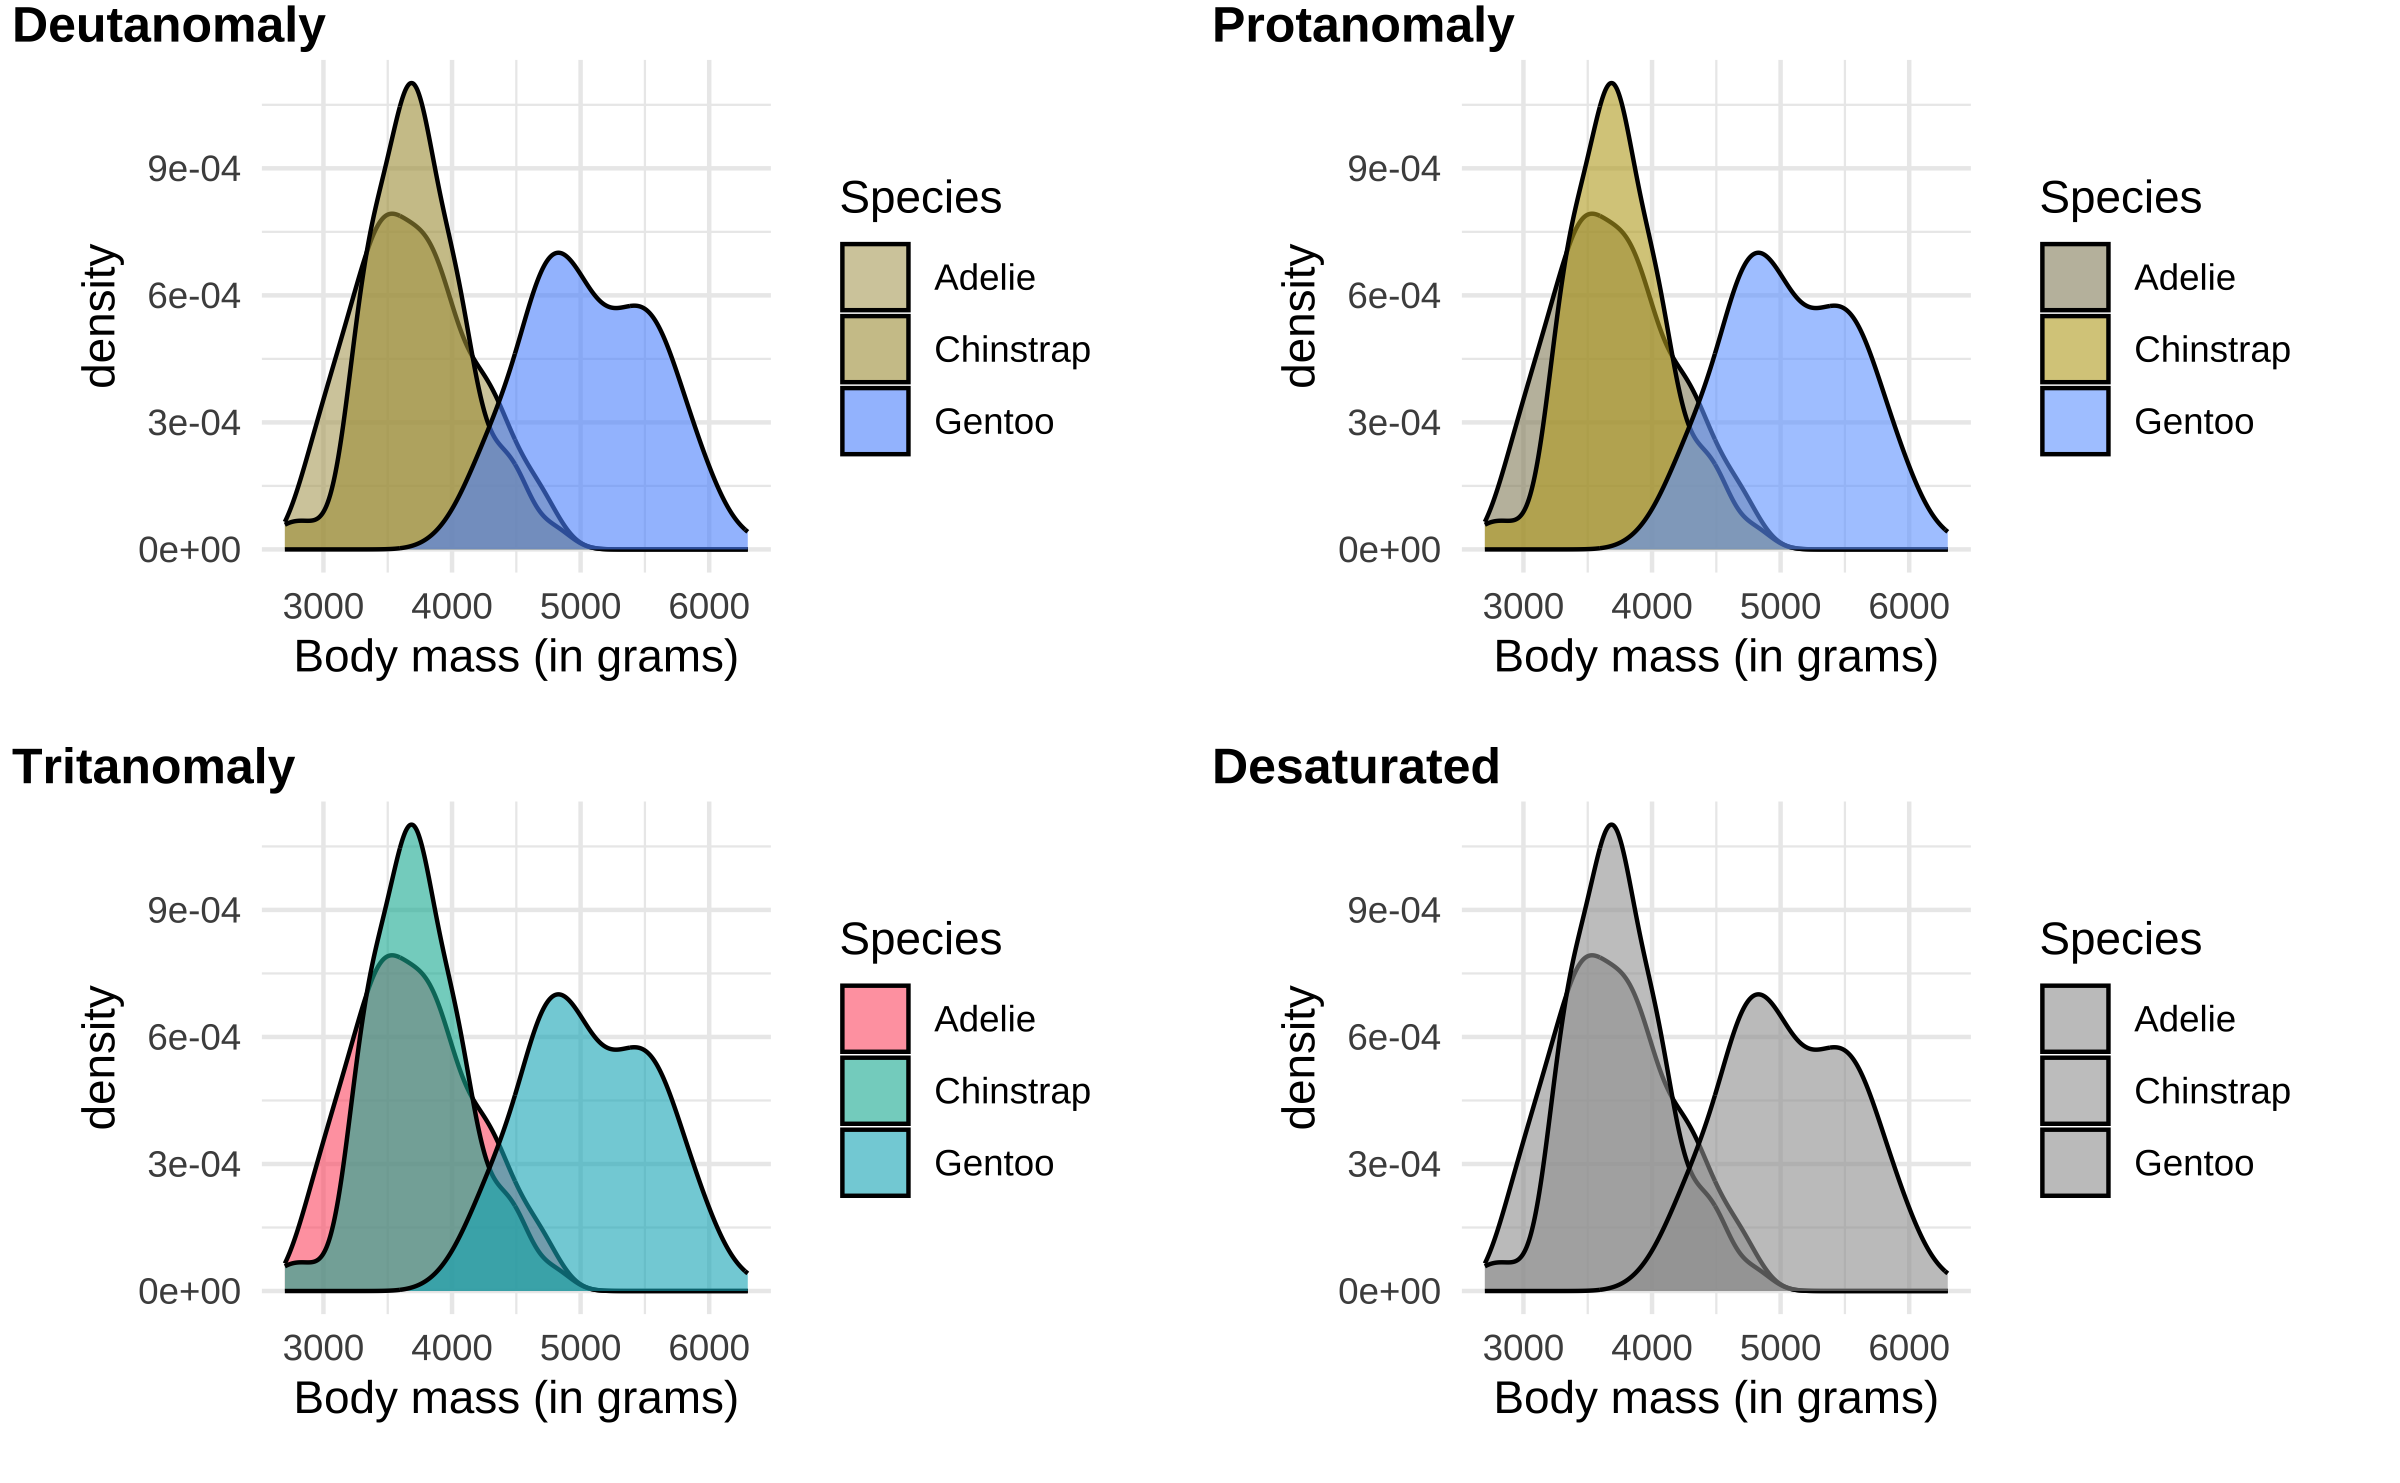 Deutanomaly
9e-04
6e-04
3e-04
0e+00
density
3000 4000 5000 6000
Body mass (in grams)
Species
Adelie
Chinstrap
Gentoo
Protanomaly
9e-04
6e-04
3e-04
0e+00
density
3000 4000 5000 6000
Body mass (in grams)
Species
Adelie
Chinstrap
Gentoo
Tritanomaly
9e-04
6e-04
3e-04
0e+00
density
3000 4000 5000 6000
Body mass (in grams)
Species
Adelie
Chinstrap
Gentoo
Desaturated
9e-04
6e-04
3e-04
0e+00
density
3000 4000 5000 6000
Body mass (in grams)
Species
Adelie
Chinstrap
Gentoo